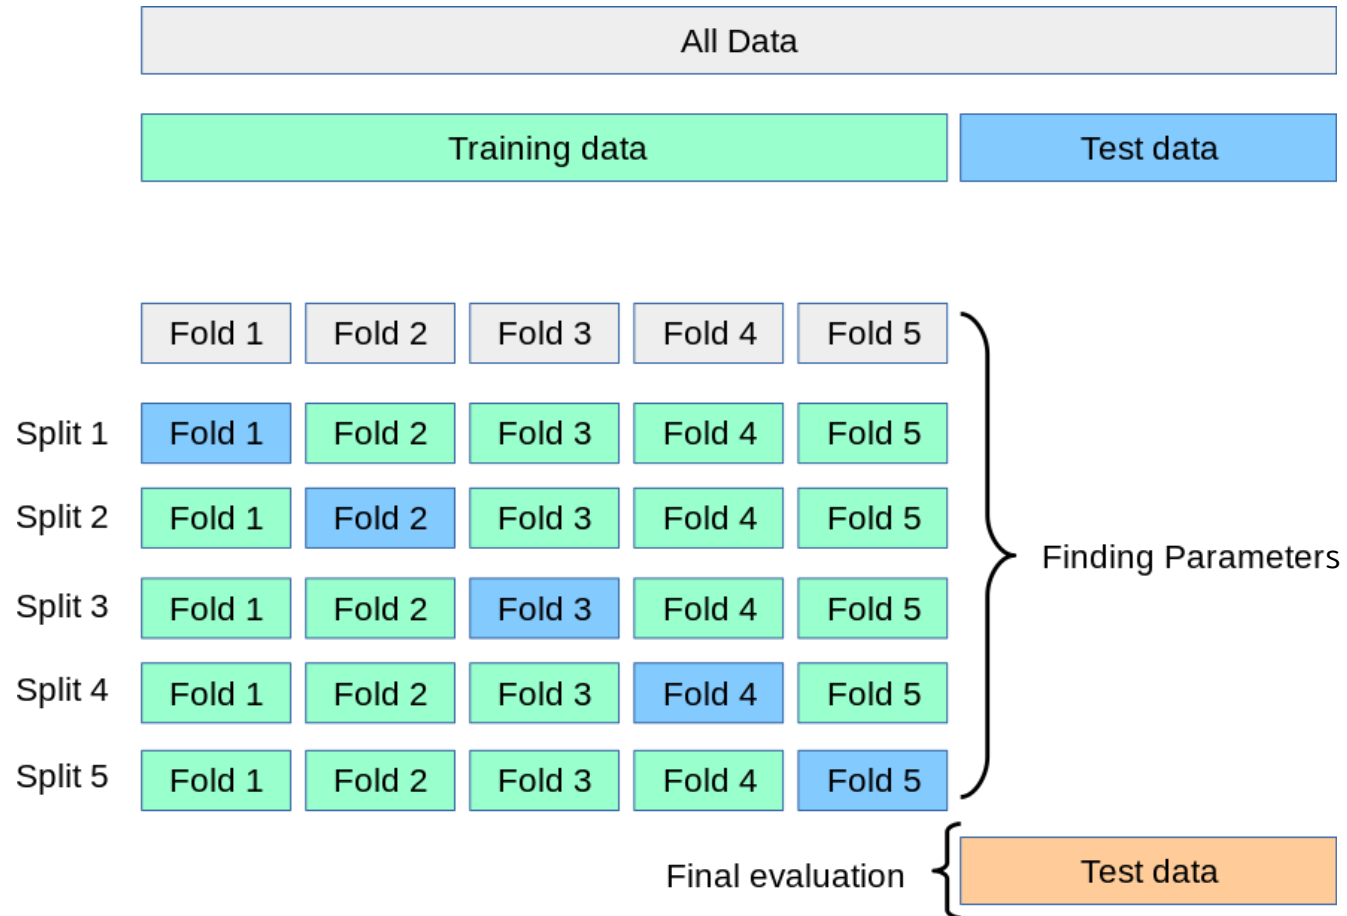 All Data
Training data Test data
Fold 1 Fold 2 Fold 3 Fold 4 Fold 5
Split 1 Fold 1 Fold 2 Fold 3 Fold 4 Fold 5
Split 2 Fold 1 Fold 2 Fold 3 Fold 4 Fold 5
Finding Parameters
Split 3 Fold 1 Fold 2 Fold 3 Fold 4 Fold 5
Split 4 Fold 1 Fold 2 Fold 3 Fold 4 Fold 5
Split 5 Fold 1 Fold 2 Fold 3 Fold 4 Fold 5
Final evaluation Test data